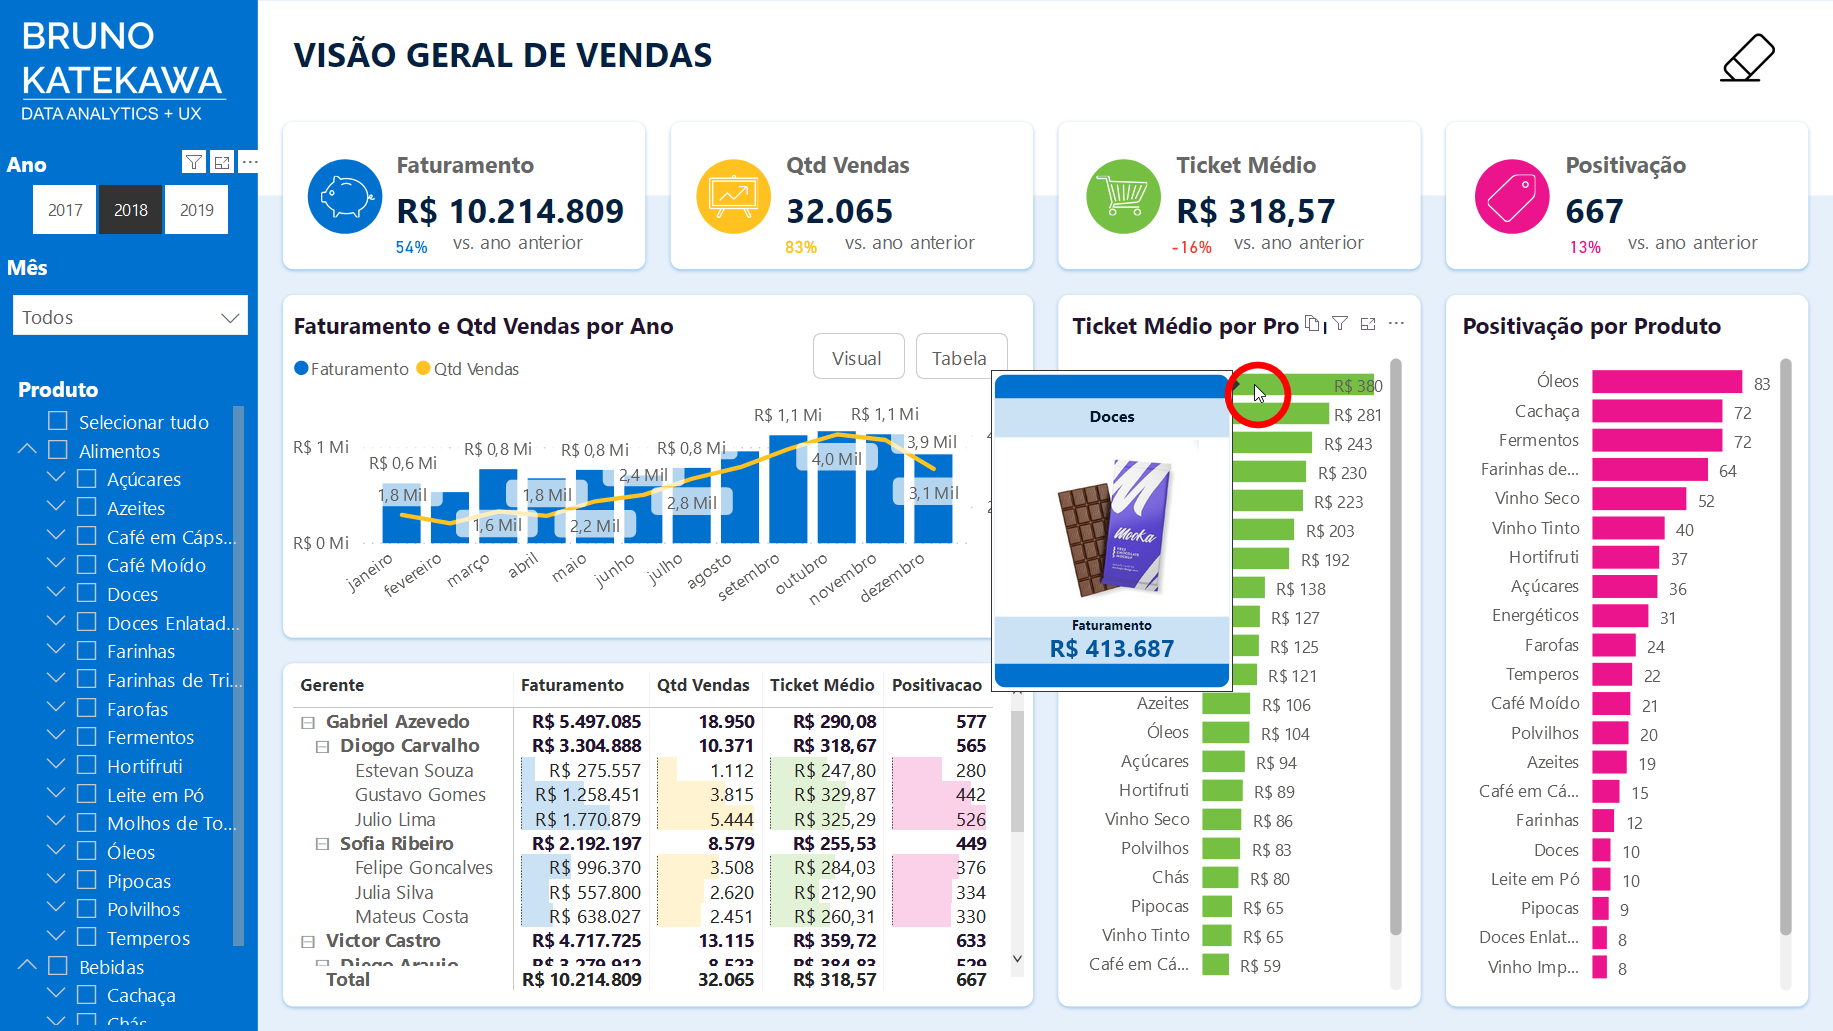 BRUNO
KATEKAWA
DATA ANALYTICS + UX
Ano
2017 2018 2019
Mês
Todos
Produto
Selecionar tudo
Alimentos
Açúcares
Azeites
Café em Cáps...
Café Moído
Doces
Doces Enlatad...
Farinhas
Farinhas de Tri...
Farofas
Fermentos
Hortifruti
Leite em Pó
Molhos de To...
Óleos
Pipocas
Polvilhos
Temperos
Bebidas
Cachaça
Chás
VISÃO GERAL DE VENDAS
Faturamento
R$ 10.214.809
54% vs. ano anterior
Qtd Vendas
32.065
83% vs. ano anterior
Ticket Médio
R$ 318,57
-16% vs. ano anterior
Positivação
667
13% vs. ano anterior
Faturamento e Qtd Vendas por Ano
Visual Tabela
Faturamento Qtd Vendas
R$ 1 Mi
R$ 0 Mi
R$ 0,6 Mi R$ 0,8 Mi R$ 0,8 Mi R$ 0,8 Mi R$ 1,1 Mi R$ 1,1 Mi 3,9 Mil
1,8 Mil 1,6 Mil 1,8 Mil 2,2 Mil 2,4 Mil 2,8 Mil 4,0 Mil 3,1 Mil
janeiro fevereiro março abril maio junho julho agosto setembro outubro novembro dezembro
Gerente Faturamento Qtd Vendas Ticket Médio Positivacao
Gabriel Azevedo R$ 5.497.085 18.950 R$ 290,08 577
Diogo Carvalho R$ 3.304.888 10.371 R$ 318,67 565
Estevan Souza R$ 275.557 1.112 R$ 247,80 280
Gustavo Gomes R$ 1.258.451 3.815 R$ 329,87 442
Julio Lima R$ 1.770.879 5.444 R$ 325,29 526
Sofia Ribeiro R$ 2.192.197 8.579 R$ 255,53 449
Felipe Goncalves R$ 996.370 3.508 R$ 284,03 376
Julia Silva R$ 557.800 2.620 R$ 212,90 334
Mateus Costa R$ 638.027 2.451 R$ 260,31 330
Victor Castro R$ 4.717.725 13.115 R$ 359,72 633
Diogo Araujo R$ 3.279.912 8.523 R$ 384,83 529
Total R$ 10.214.809 32.065 R$ 318,57 667
Ticket Médio por Pro
R$ 380
R$ 281
R$ 243
R$ 230
R$ 223
R$ 203
R$ 192
R$ 138
R$ 127
R$ 125
R$ 121
Azeites R$ 106
Óleos R$ 104
Açúcares R$ 94
Hortifruti R$ 89
Vinho Seco R$ 86
Polvilhos R$ 83
Chás R$ 80
Pipocas R$ 65
Vinho Tinto R$ 65
Café em Cá... R$ 59
Doces
Mooka
Faturamento
R$ 413.687
Positivação por Produto
Óleos 83
Cachaça 72
Fermentos 72
Farinhas de... 64
Vinho Seco 52
Vinho Tinto 40
Hortifruti 37
Açúcares 36
Energéticos 31
Farofas 24
Temperos 22
Café Moído 21
Polvilhos 20
Azeites 19
Café em Cá... 15
Farinhas 12
Doces 10
Leite em Pó 10
Pipocas 9
Doces Enlat... 8
Vinho Imp... 8